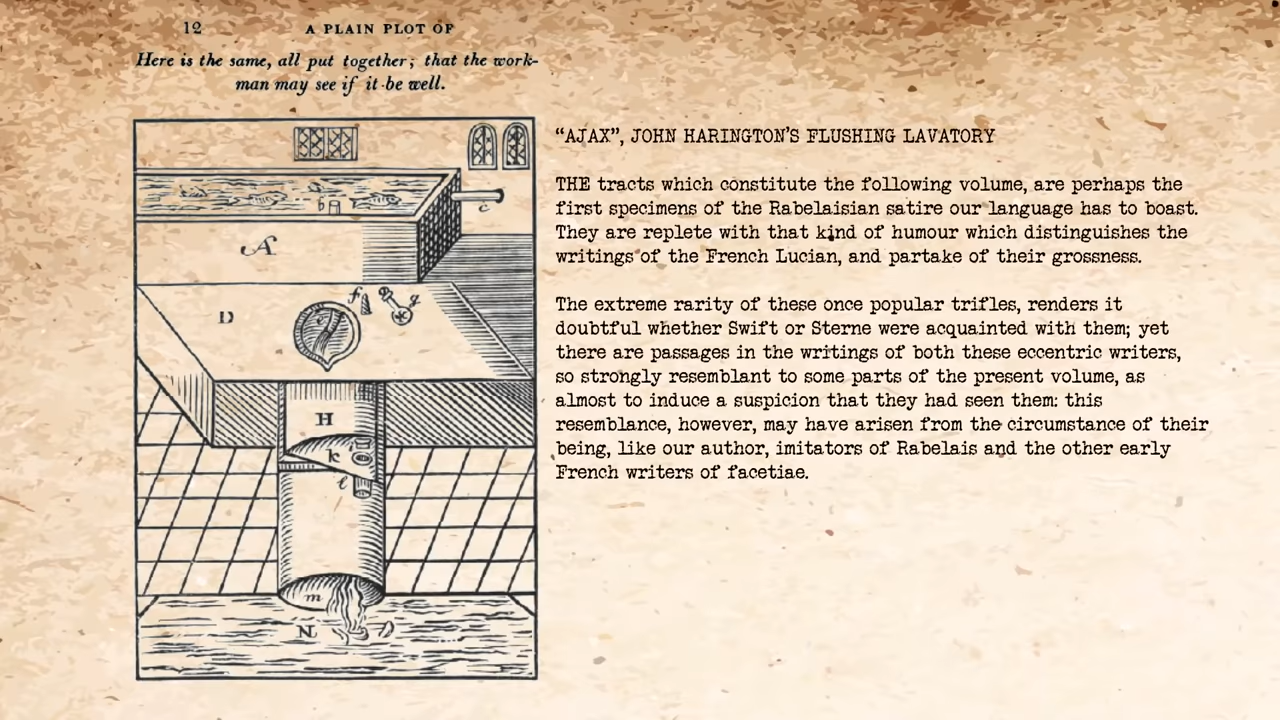 12 A PLAIN PLOT OF
Here is the same, all put together; that the work-
man may see if it be well.
b
c
A
f
g
D
H
k
l
m
N
"AJAX", JOHN HARINGTON'S FLUSHING LAVATORY
THE tracts which constitute the following volume, are perhaps the
first specimens of the Rabelaisian satire our language has to boast.
They are replete with that kind of humour which distinguishes the
writings of the French Lucian, and partake of their grossness.
The extreme rarity of these once popular trifles, renders it
doubtful whether Swift or Sterne were acquainted with them; yet
there are passages in the writings of both these eccentric writers,
so strongly resemblant to some parts of the present volume, as
almost to induce a suspicion that they had seen them: this
resemblance, however, may have arisen from the circumstance of their
being, like our author, imitators of Rabelais and the other early
French writers of facetiae.